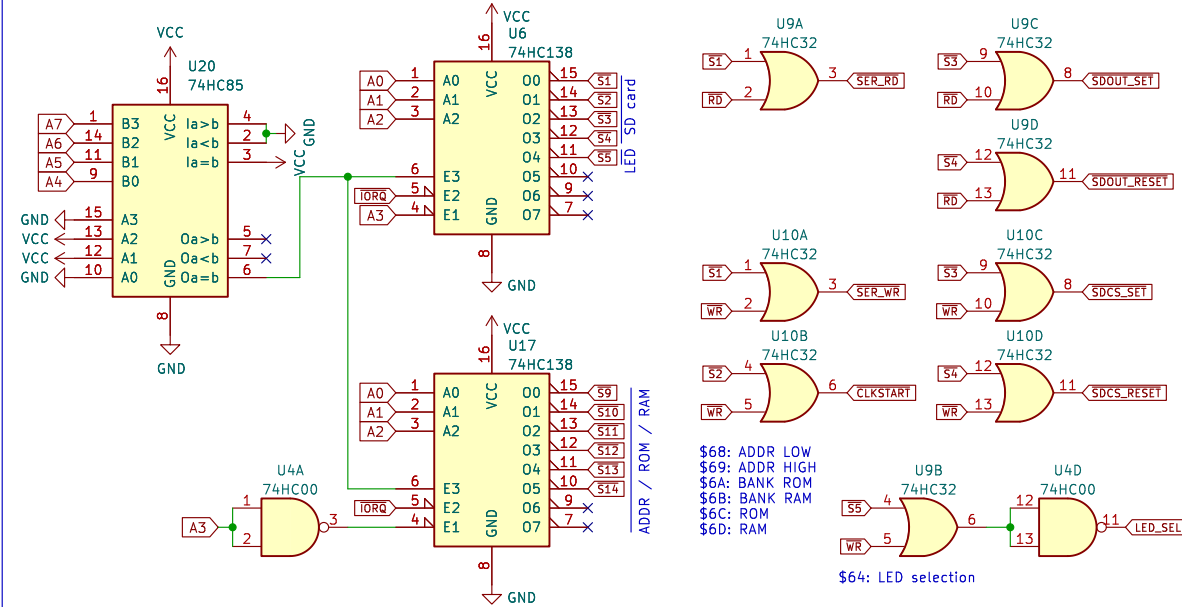 VCC
U20
74HC85
16
A7 1 B3 VCC Ia>b 4
A6 14 B2 Ia<b 2 GND
A5 11 B1 Ia=b 3 VCC
A4 9 B0
GND 15 A3
VCC 13 A2 Oa>b 5
VCC 12 A1 Oa<b 7
GND 10 A0 GND Oa=b 6
8
GND
VCC
U6
74HC138
16
A0 1 A0 VCC O0 15 S1
A1 2 A1 O1 14 S2
A2 3 A2 O2 13 S3
O3 12 S4
O4 11 S5
6 E3 O5 10
IORQ 5 E2 O6 9
A3 4 E1 GND O7 7
LED SD card
8
GND
VCC
U17
74HC138
16
A0 1 A0 VCC O0 15 S9
A1 2 A1 O1 14 S10
A2 3 A2 O2 13 S11
O3 12 S12
O4 11 S13
6 E3 O5 10 S14
IORQ 5 E2 O6 9
4 E1 GND O7 7
ADDR / ROM / RAM
8
GND
U4A
74HC00
A3 1 2 3
U9A
74HC32
S1 1
3 SER_RD
RD 2
U9C
74HC32
S3 9
8 SDOUT_SET
RD 10
U9D
74HC32
S4 12
11 SDOUT_RESET
RD 13
U10A
74HC32
S1 1
3 SER_WR
WR 2
U10C
74HC32
S3 9
8 SDCS_SET
WR 10
U10B
74HC32
S2 4
6 CLKSTART
WR 5
U10D
74HC32
S4 12
11 SDCS_RESET
WR 13
$68: ADDR LOW
$69: ADDR HIGH
$6A: BANK ROM
$6B: BANK RAM
$6C: ROM
$6D: RAM
U9B
74HC32
S5 4
6
WR 5
U4D
74HC00
12
11 LED_SEL
13
$64: LED selection